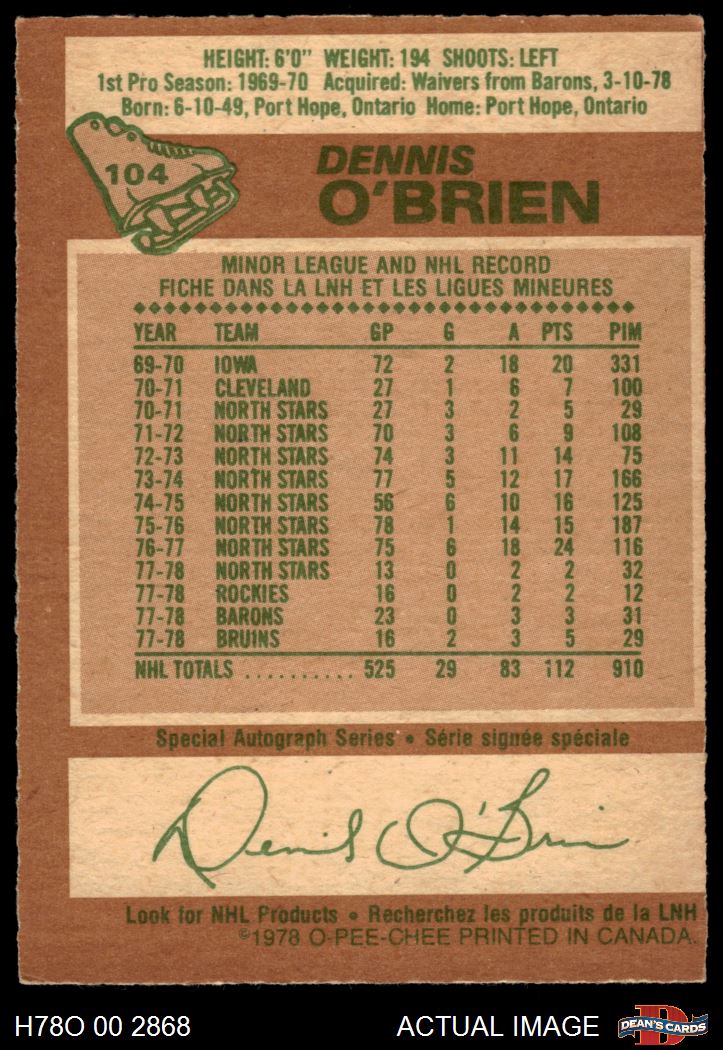 HEIGHT: 6'0" WEIGHT: 194 SHOOTS: LEFT
1st Pro Season: 1969-70 Acquired: Waivers from Barons, 3-10-78
Born: 6-10-49, Port Hope, Ontario Home: Port Hope, Ontario
104
DENNIS
O'BRIEN
MINOR LEAGUE AND NHL RECORD
FICHE DANS LA LNH ET LES LIGUES MINEURES
YEAR TEAM GP G A PTS PIM
69-70 IOWA 72 2 18 20 331
70-71 CLEVELAND 27 1 6 7 100
70-71 NORTH STARS 27 3 2 5 29
71-72 NORTH STARS 70 3 6 9 108
72-73 NORTH STARS 74 3 11 14 75
73-74 NORTH STARS 77 5 12 17 166
74-75 NORTH STARS 56 6 10 16 125
75-76 NORTH STARS 78 1 14 15 187
76-77 NORTH STARS 75 6 18 24 116
77-78 NORTH STARS 13 0 2 2 32
77-78 ROCKIES 16 0 2 2 12
77-78 BARONS 23 0 3 3 31
77-78 BRUINS 16 2 3 5 29
NHL TOTALS .......... 525 29 83 112 910
Special Autograph Series • Série signée spéciale
Dennis O'Brien
Look for NHL Products • Recherchez les produits de la LNH
©1978 O-PEE-CHEE PRINTED IN CANADA.
H78O 00 2868 ACTUAL IMAGE D DEAN'S CARDS